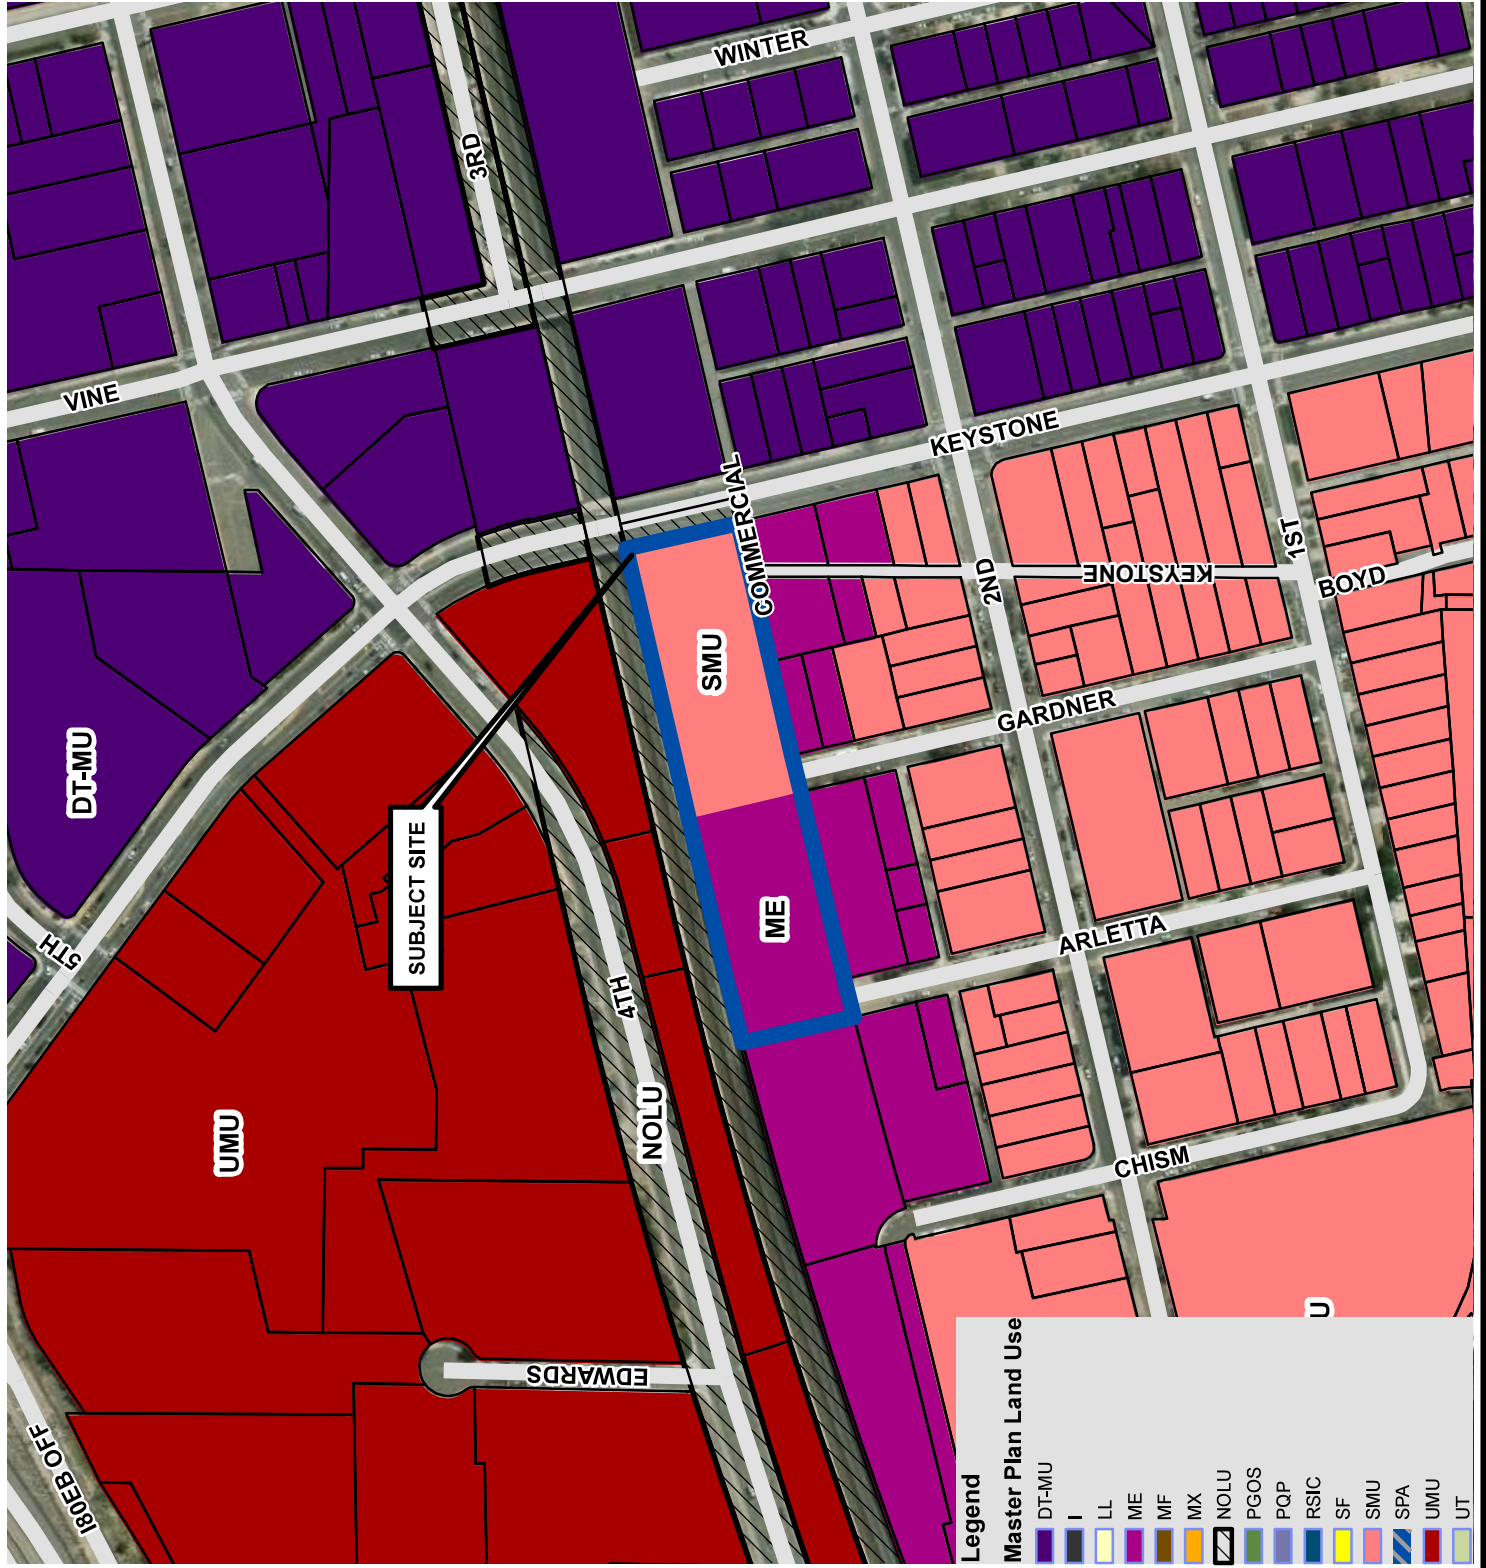 WINTER
3RD
VINE
KEYSTONE
COMMERCIAL
2ND
1ST
KEYSTONE
BOYD
SMU
GARDNER
DT-MU
SUBJECT SITE
ME
5TH
ARLETTA
4TH
NOLU
UMU
CHISM
EDWARDS
I80EB OFF
U
Legend
Master Plan Land Use
DT-MU
I
LL
ME
MF
MX
NOLU
PGOS
PQP
RSIC
SF
SMU
SPA
UMU
UT